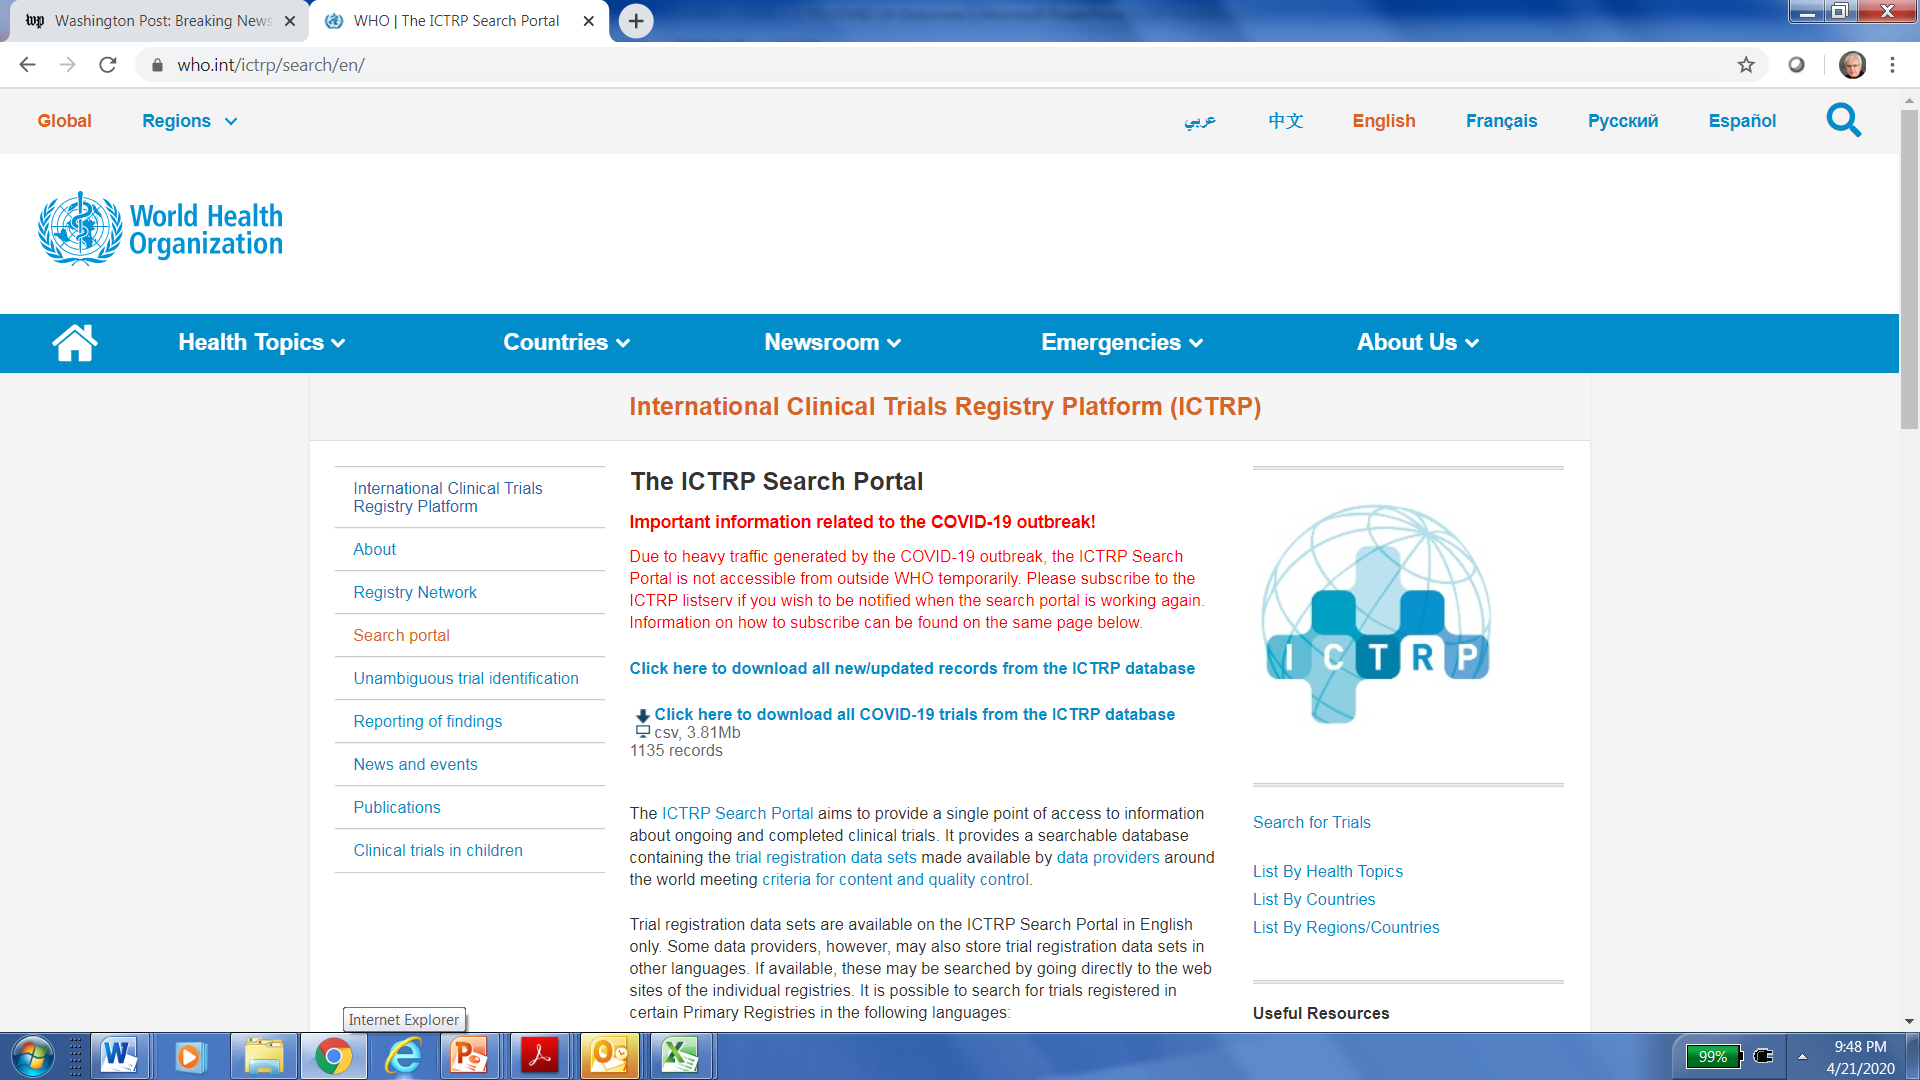 Washington Post: Breaking News
WHO | The ICTRP Search Portal
who.int/ictrp/search/en/
Global Regions عربي 中文 English Français Русский Español
World Health
Organization
Health Topics Countries Newsroom Emergencies About Us
International Clinical Trials Registry Platform (ICTRP)
International Clinical Trials
Registry Platform
About
Registry Network
Search portal
Unambiguous trial identification
Reporting of findings
News and events
Publications
Clinical trials in children
The ICTRP Search Portal
Important information related to the COVID-19 outbreak!
Due to heavy traffic generated by the COVID-19 outbreak, the ICTRP Search
Portal is not accessible from outside WHO temporarily. Please subscribe to the
ICTRP listserv if you wish to be notified when the search portal is working again.
Information on how to subscribe can be found on the same page below.
Click here to download all new/updated records from the ICTRP database
Click here to download all COVID-19 trials from the ICTRP database
csv, 3.81Mb
1135 records
The ICTRP Search Portal aims to provide a single point of access to information
about ongoing and completed clinical trials. It provides a searchable database
containing the trial registration data sets made available by data providers around
the world meeting criteria for content and quality control.
Trial registration data sets are available on the ICTRP Search Portal in English
only. Some data providers, however, may also store trial registration data sets in
other languages. If available, these may be searched by going directly to the web
sites of the individual registries. It is possible to search for trials registered in
certain Primary Registries in the following languages:
ICTRP
Search for Trials
List By Health Topics
List By Countries
List By Regions/Countries
Useful Resources
Internet Explorer
99%
9:48 PM
4/21/2020